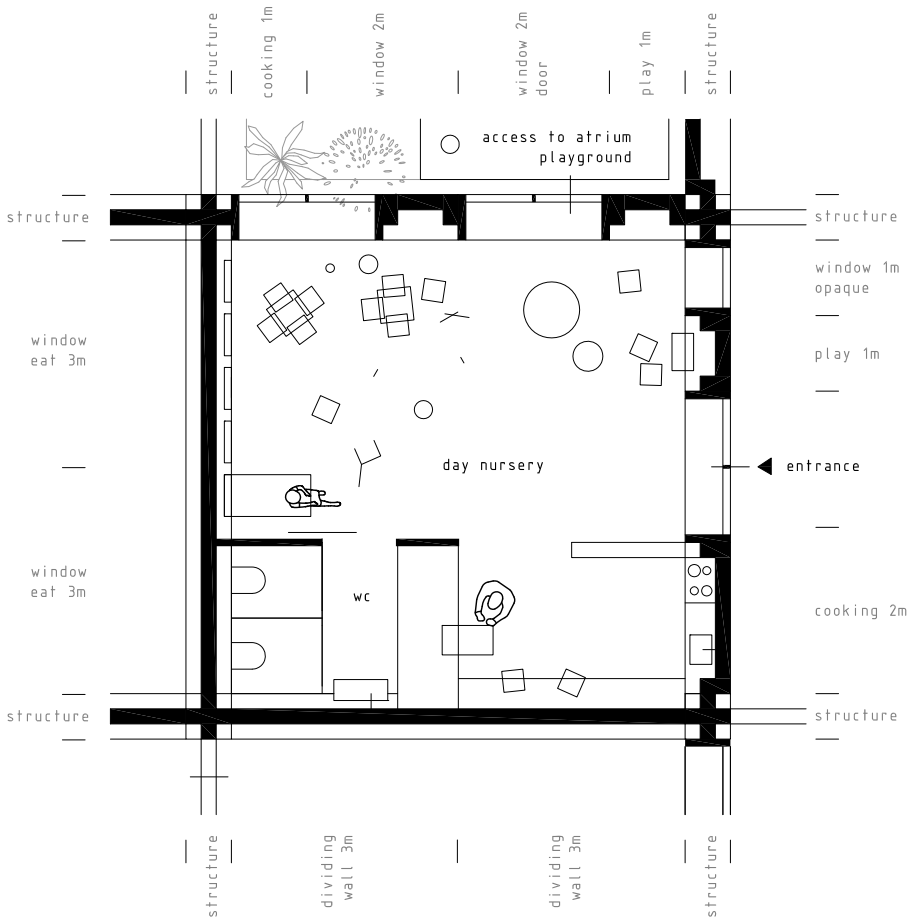 structure
cooking 1m
window 2m
window 2m
door
play 1m
structure
access to atrium
playground
structure
structure
window 1m
opaque
window
eat 3m
play 1m
day nursery
entrance
window
eat 3m
wc
cooking 2m
structure
structure
structure
dividing
wall 3m
dividing
wall 3m
structure